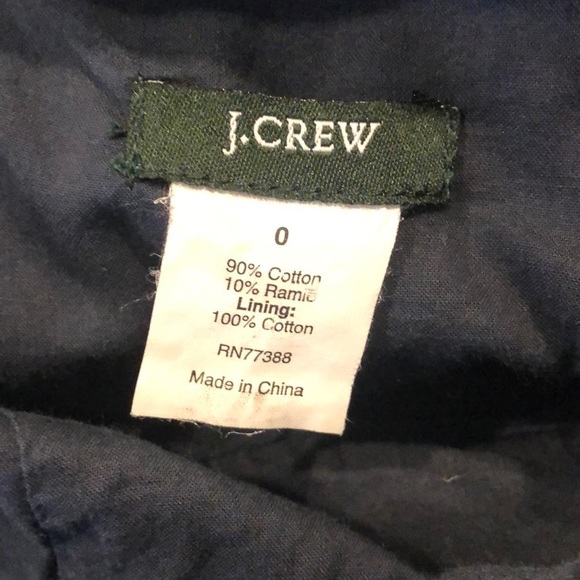 J.CREW
0
90% Cotton
10% Ramie
Lining:
100% Cotton
RN77388
Made in China